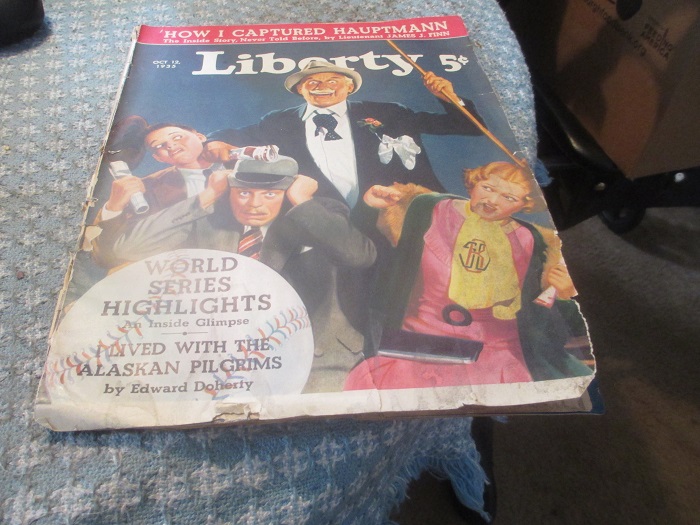 "HOW I CAPTURED HAUPTMANN
The Inside Story, Never Told Before, by Lieutenant JAMES J. FINN
OCT 12,
1935
Liberty 5¢
WORLD
SERIES
HIGHLIGHTS
An Inside Glimpse
I LIVED WITH THE
ALASKAN PILGRIMS
by Edward Doherty